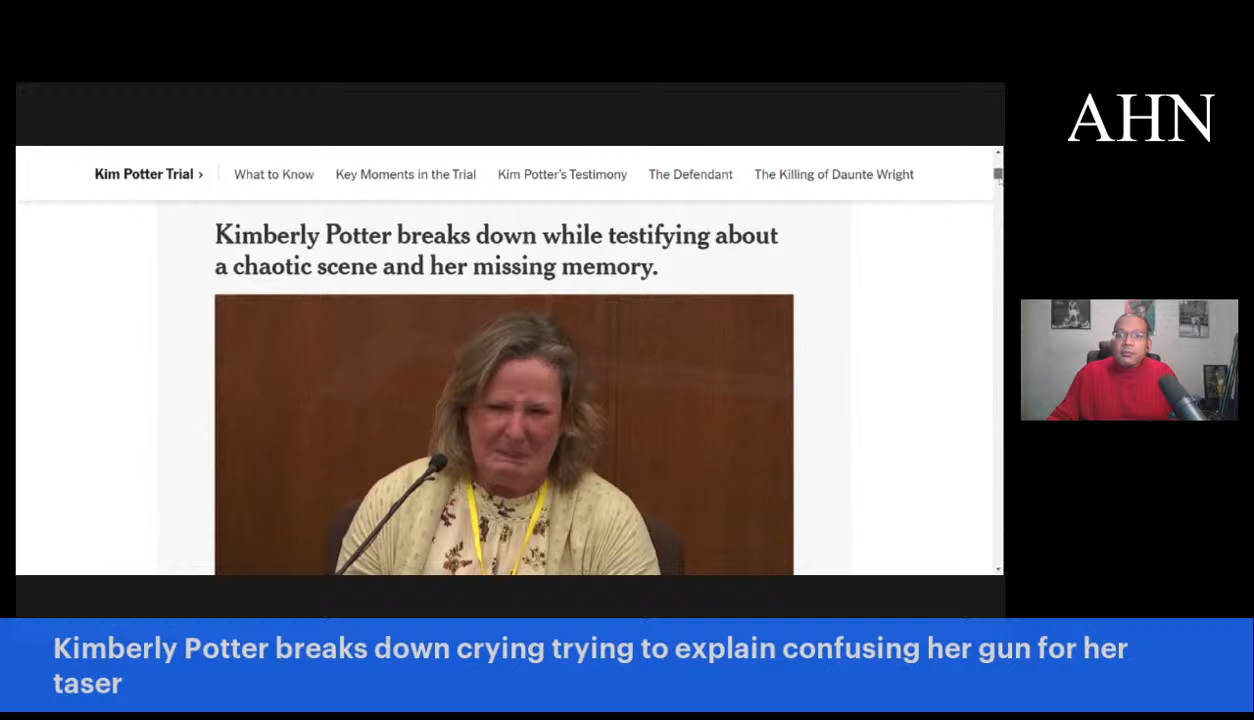 AHN
Kim Potter Trial ›
What to Know
Key Moments in the Trial
Kim Potter's Testimony
The Defendant
The Killing of Daunte Wright
Kimberly Potter breaks down while testifying about
a chaotic scene and her missing memory.
Kimberly Potter breaks down crying trying to explain confusing her gun for her
taser